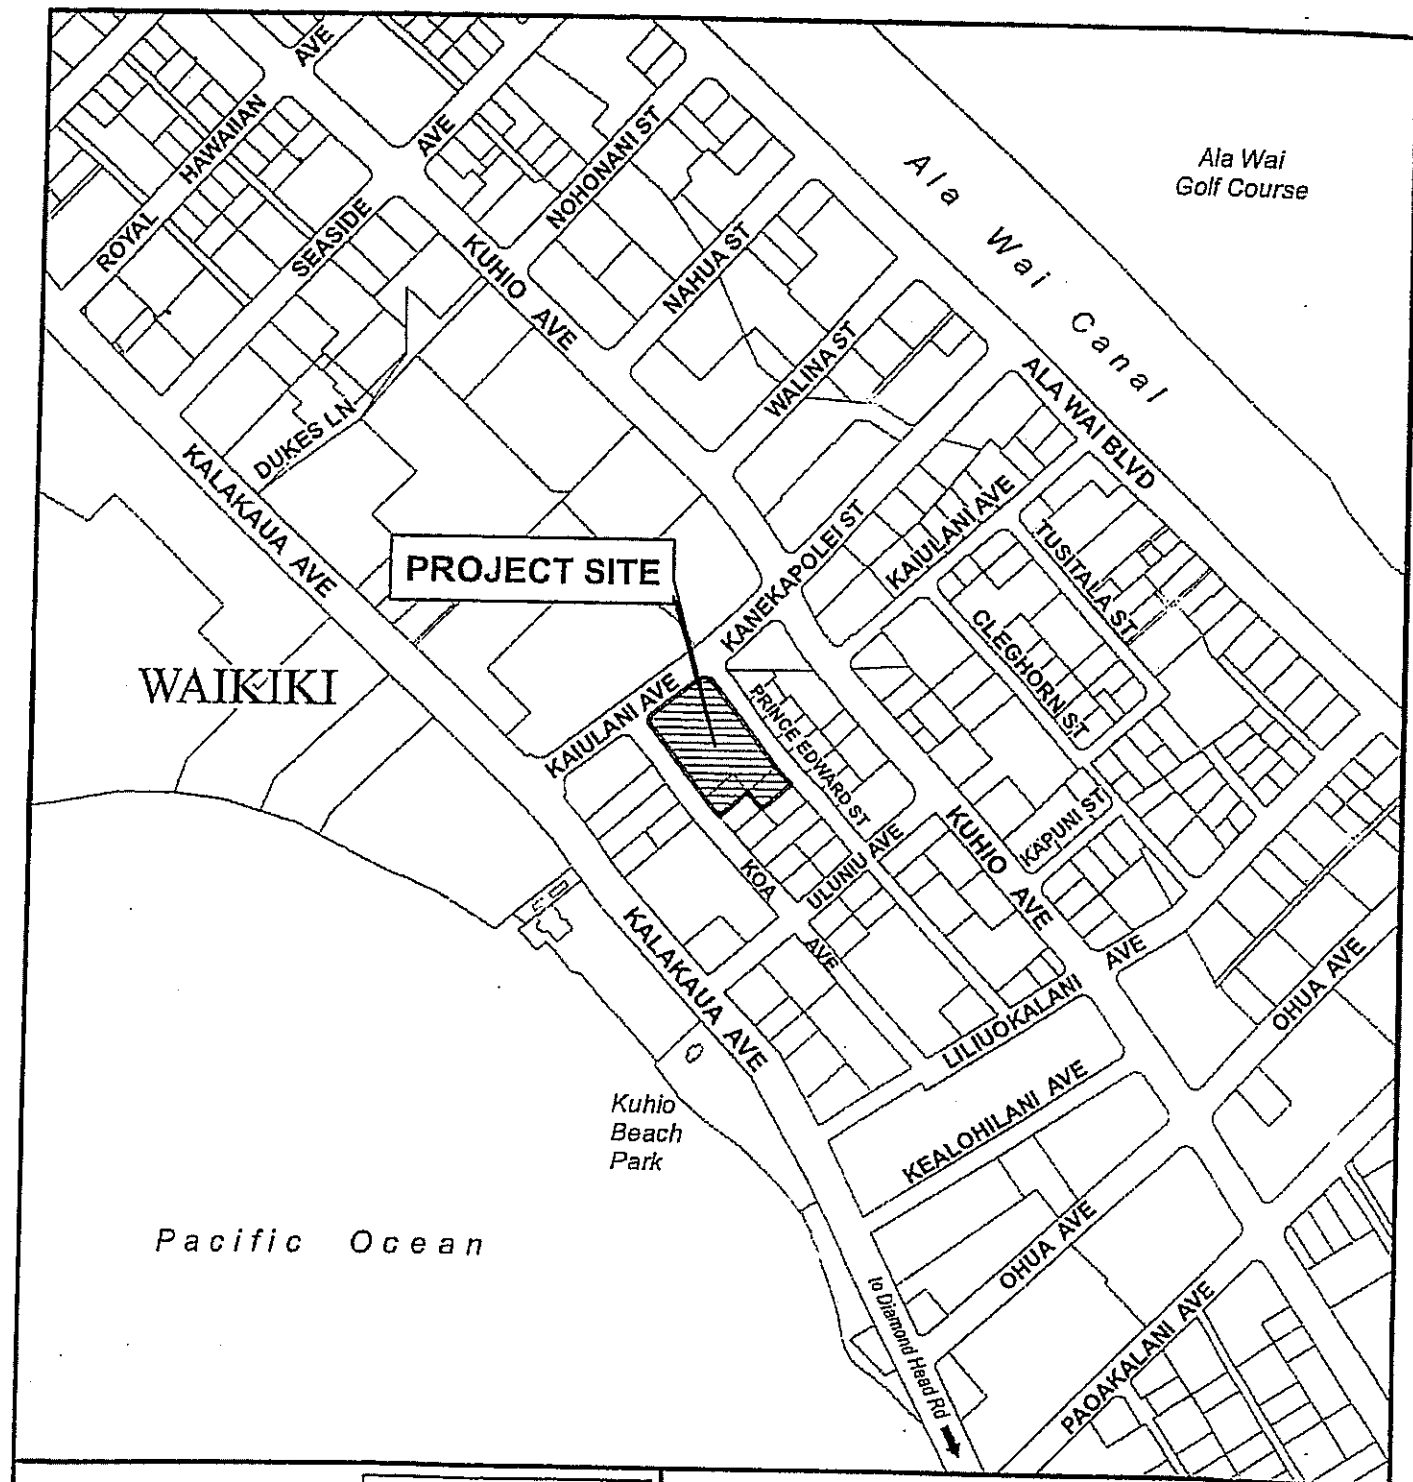 AVE
ROYAL HAWAIIAN
SEASIDE AVE
NOHONANI ST
KUHIO AVE
NAHUA ST
Ala Wai Canal
Ala Wai
Golf Course
WALINA ST
ALA WAI BLVD
DUKES LN
KALAKAUA AVE
PROJECT SITE
KANEKAPOLEI ST
KAIULANI AVE
TUSITALA ST
CLEGHORN ST
WAIKIKI
KAIULANI AVE
PRINCE EDWARD ST
KOA AVE
ULUNIU AVE
KUHIO AVE
KAPUNI ST
KALAKAUA AVE
LILIUOKALANI AVE
OHUA AVE
KEALOHILANI AVE
Kuhio
Beach
Park
Pacific Ocean
OHUA AVE
to Diamond Head Rd
PAOAKALANI AVE